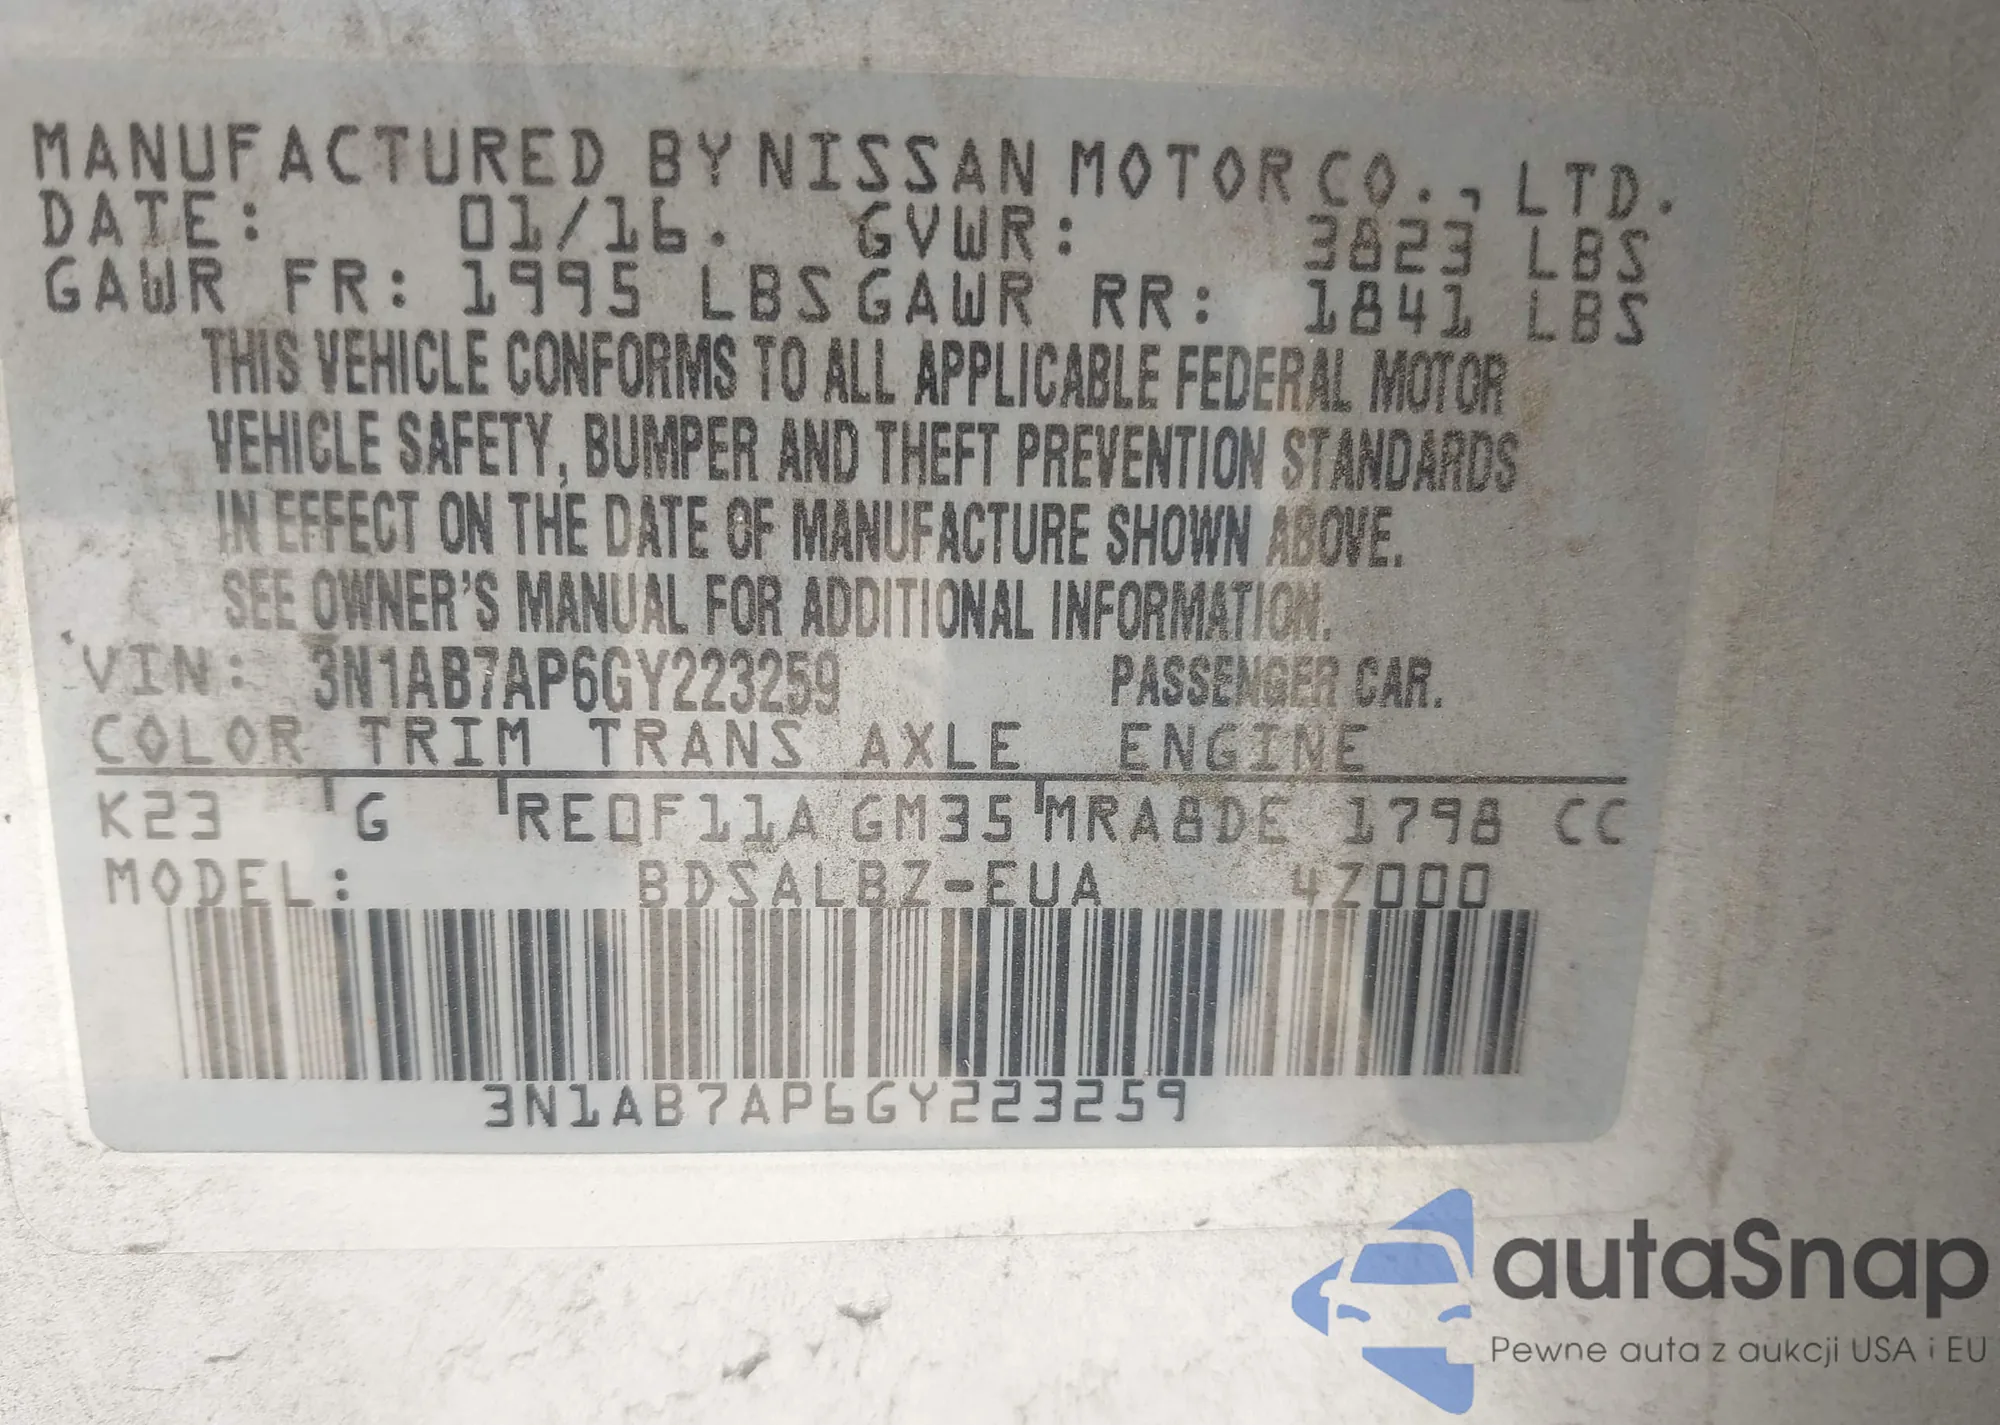 MANUFACTURED BY NISSAN MOTOR CO., LTD.
DATE: 01/16. GVWR: 3823 LBS
GAWR FR: 1995 LBS GAWR RR: 1841 LBS
THIS VEHICLE CONFORMS TO ALL APPLICABLE FEDERAL MOTOR
VEHICLE SAFETY, BUMPER AND THEFT PREVENTION STANDARDS
IN EFFECT ON THE DATE OF MANUFACTURE SHOWN ABOVE.
SEE OWNER'S MANUAL FOR ADDITIONAL INFORMATION.
VIN: 3N1AB7AP6GY223259 PASSENGER CAR.
COLOR TRIM TRANS AXLE ENGINE
K23 G RE0F11A GM35 MRA8DE 1798 CC
MODEL: BDSALBZ-EUA 4Z000
3N1AB7AP6GY223259
autaSnap
Pewne auta z aukcji USA i EU